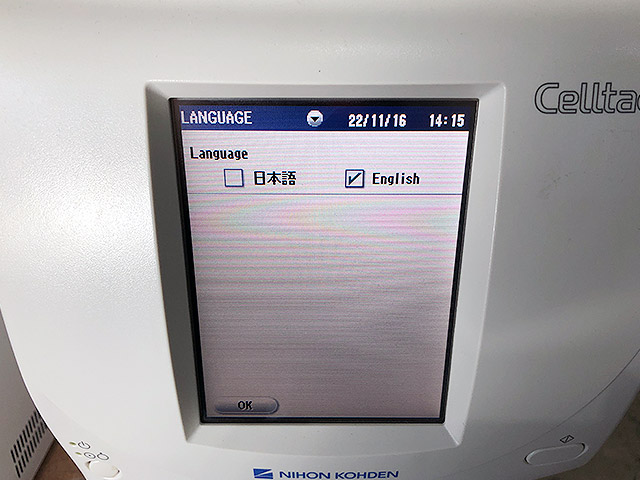 LANGUAGE 22/11/16 14:15
Celltac
Language
日本語 English
OK
NIHON KOHDEN